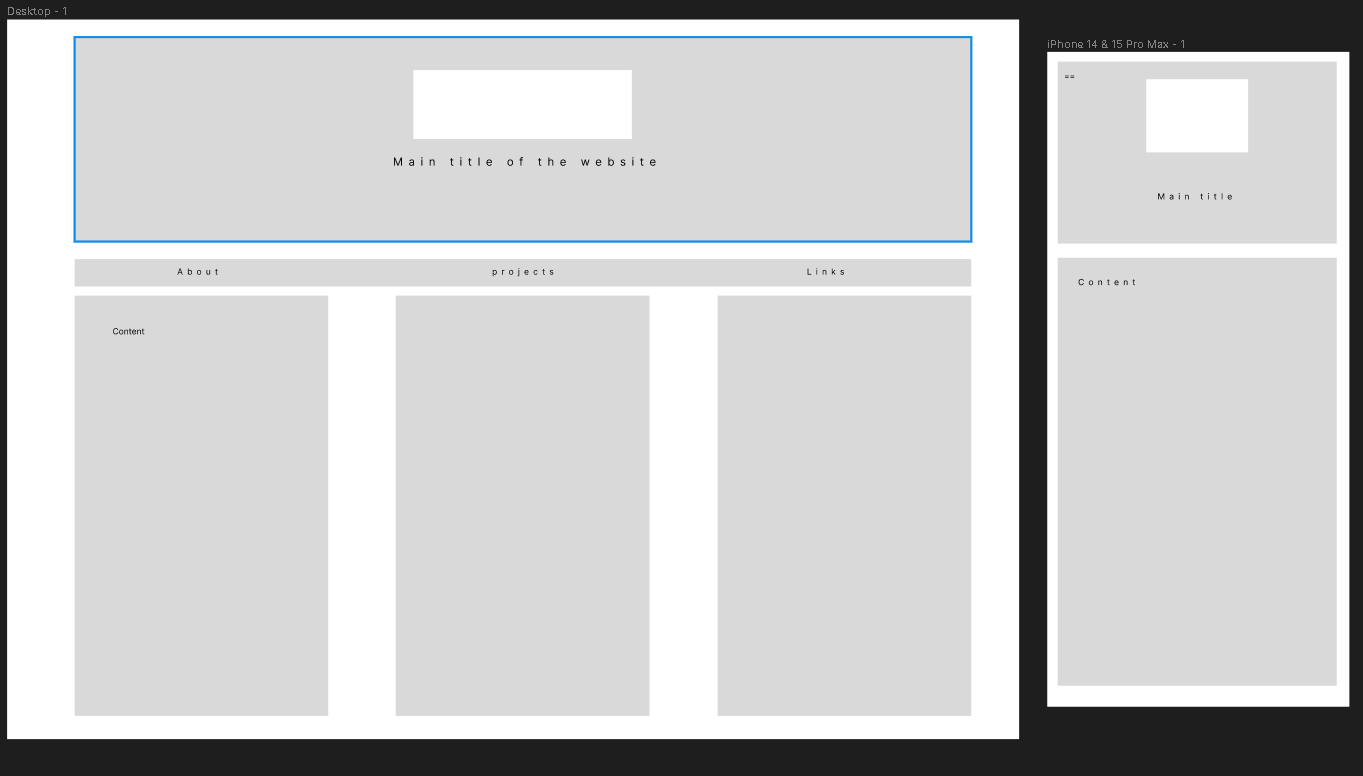 Desktop - 1
Main title of the website
About projects Links
Content
iPhone 14 & 15 Pro Max - 1
==
Main title
Content